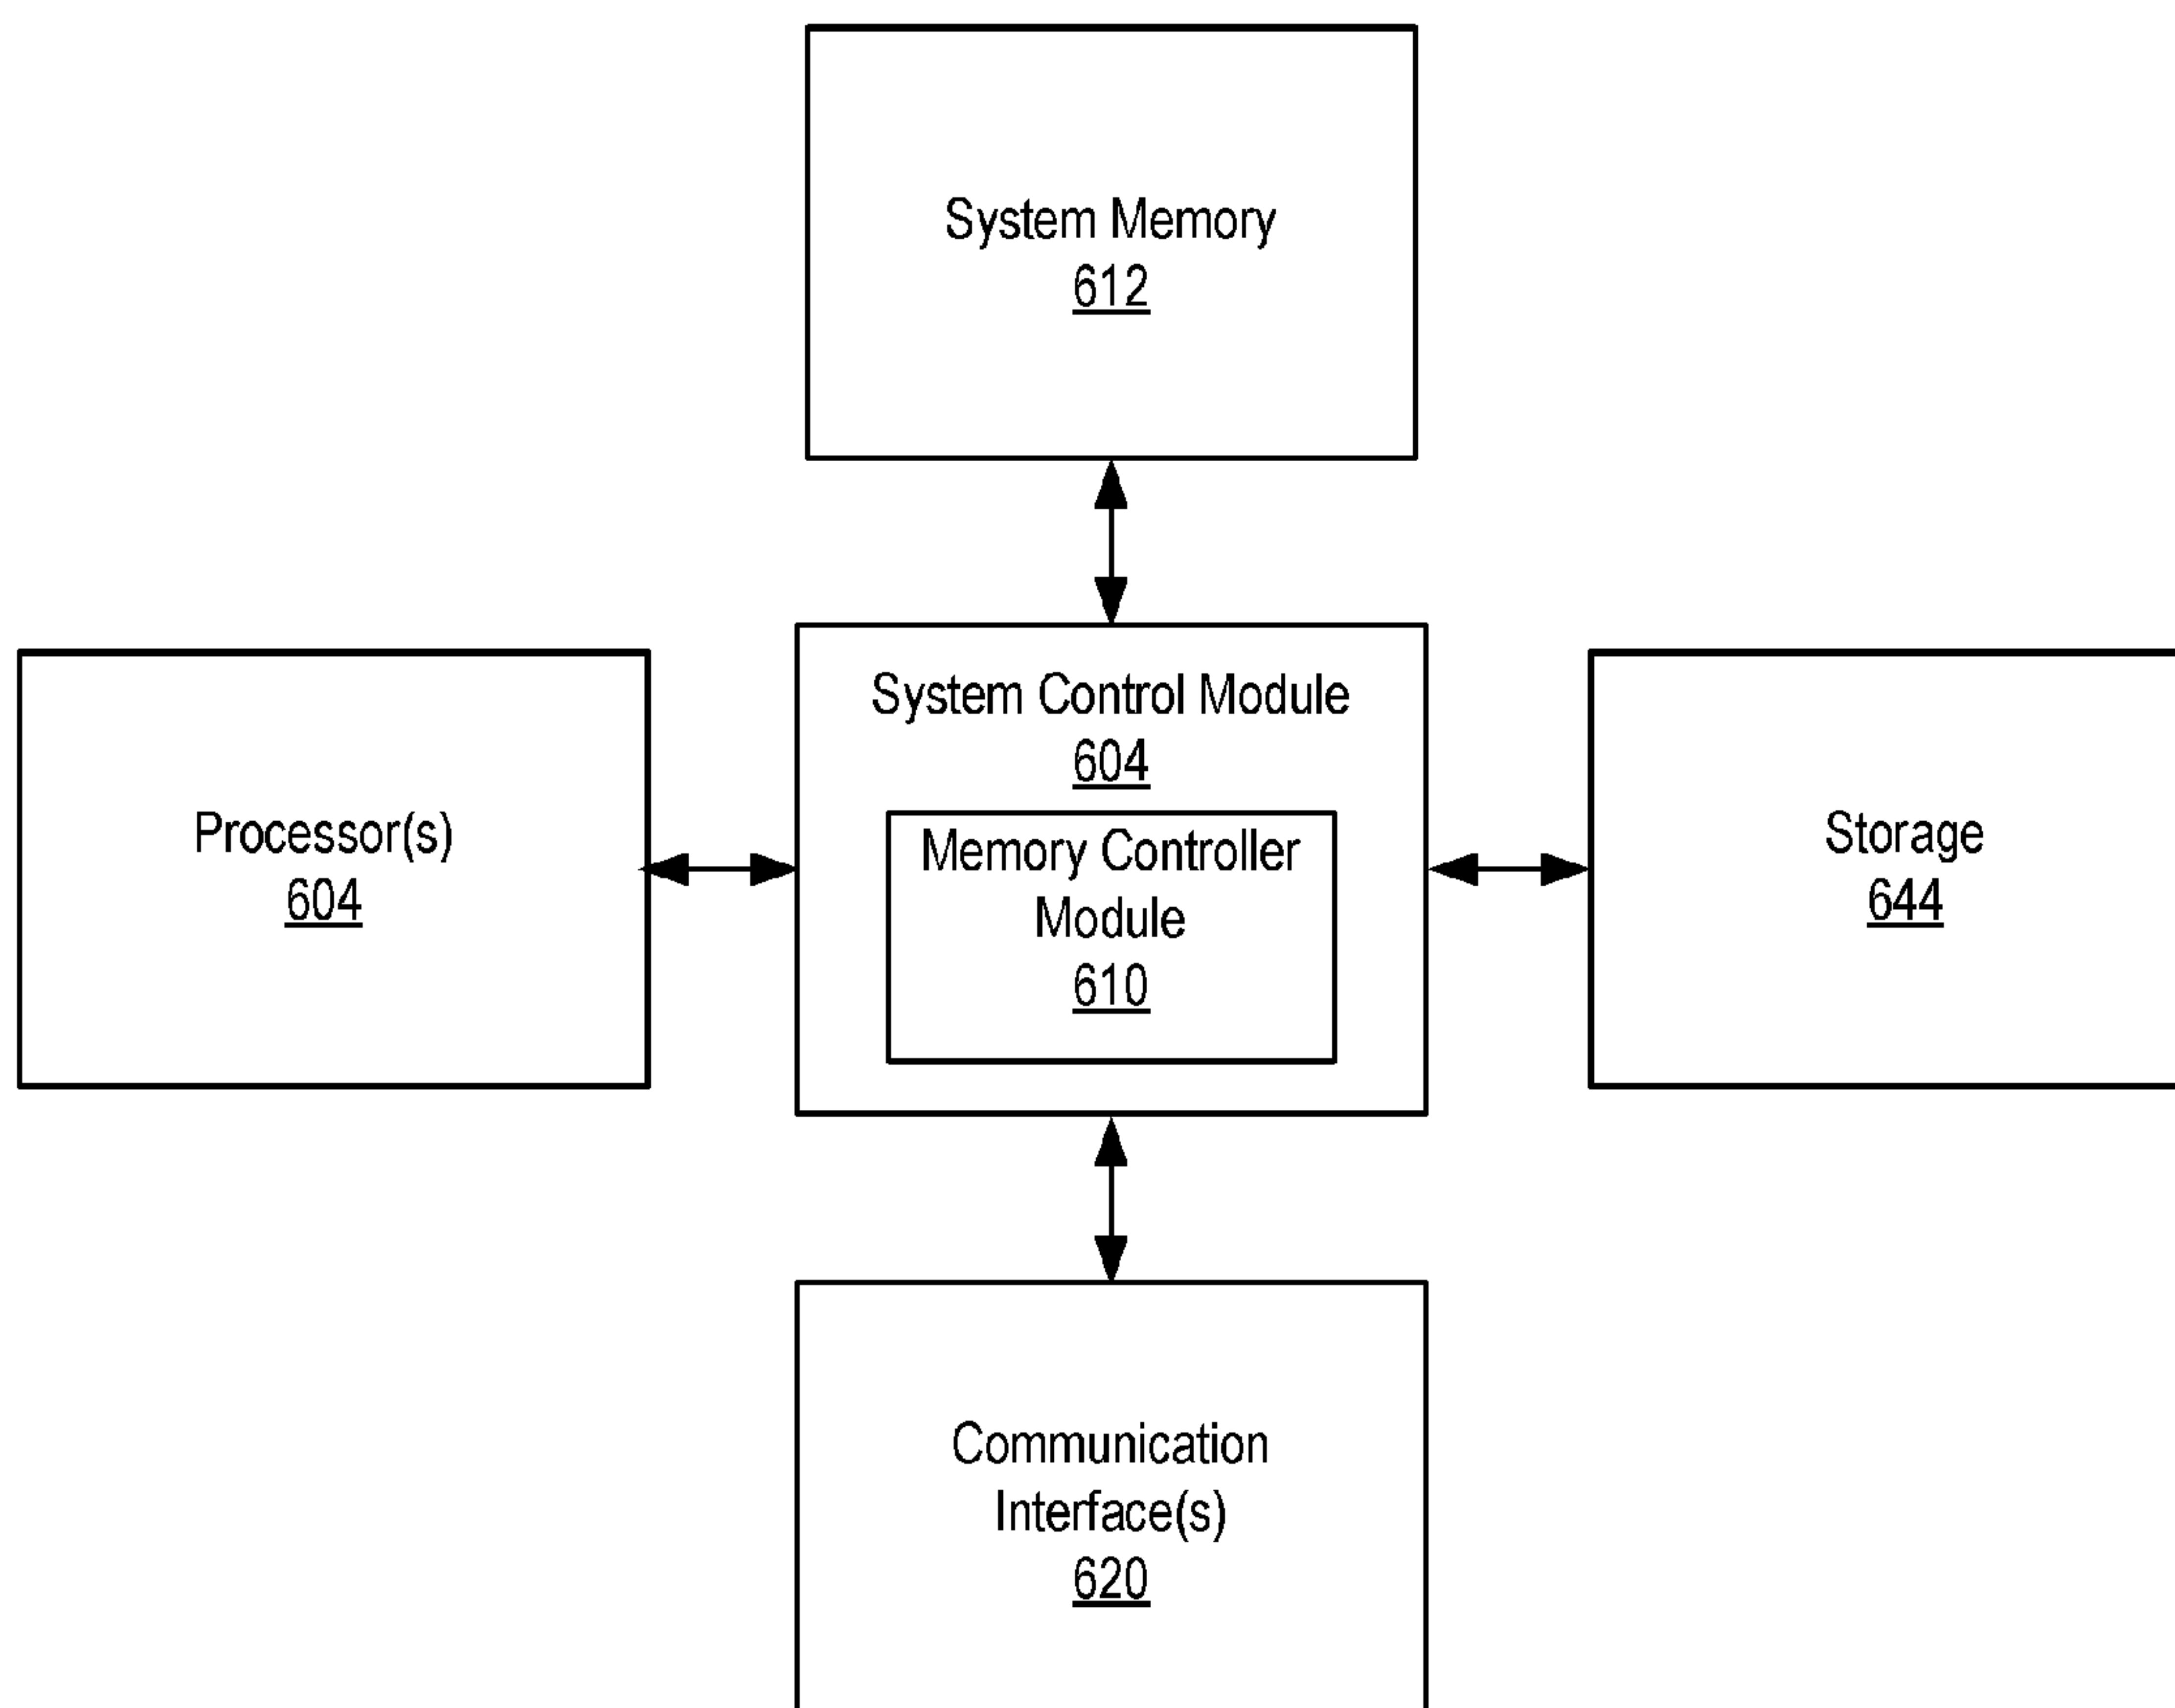 System Memory
612
System Control Module
604
Memory Controller
Module
610
Processor(s)
604
Storage
644
Communication
Interface(s)
620